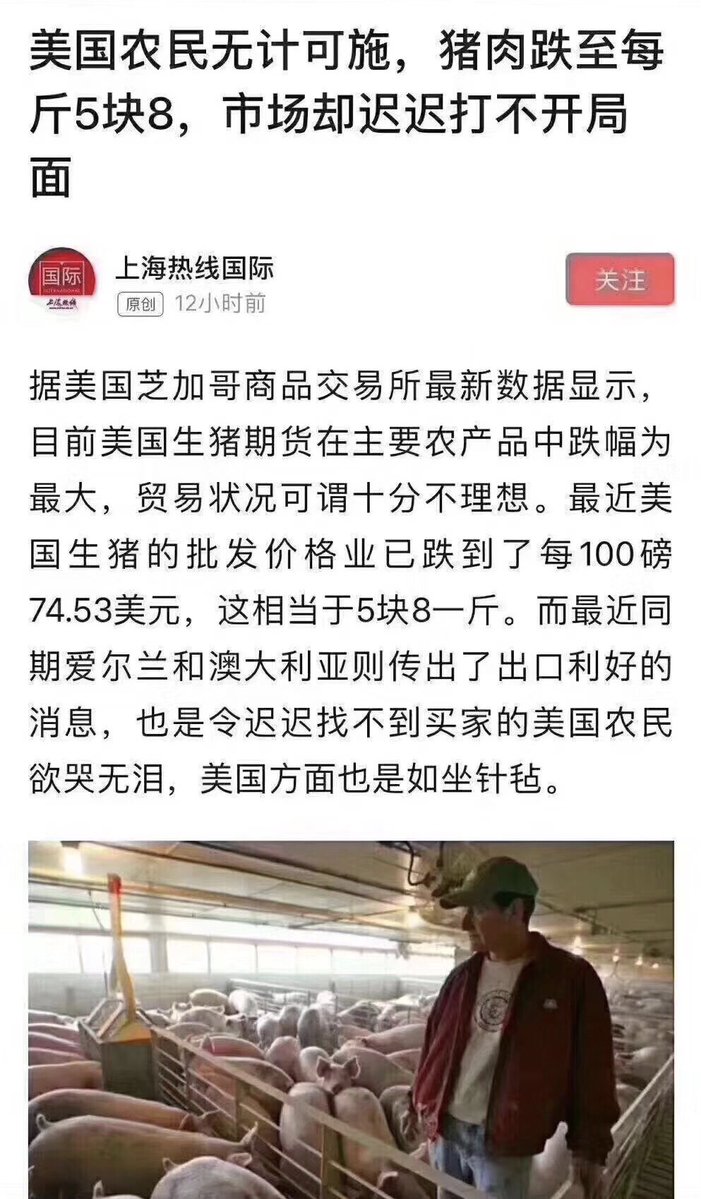 美国农民无计可施，猪肉跌至每
斤5块8，市场却迟迟打不开局
面
国际
INTERNATIONAL
上海热线
上海热线国际
原创 12小时前
关注
据美国芝加哥商品交易所最新数据显示，
目前美国生猪期货在主要农产品中跌幅为
最大，贸易状况可谓十分不理想。最近美
国生猪的批发价格业已跌到了每100磅
74.53美元，这相当于5块8一斤。而最近同
期爱尔兰和澳大利亚则传出了出口利好的
消息，也是令迟迟找不到买家的美国农民
欲哭无泪，美国方面也是如坐针毡。